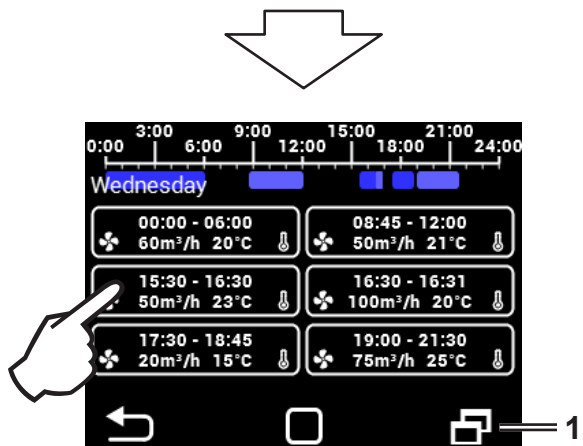 3:00 9:00 15:00 21:00
0:00 6:00 12:00 18:00 24:00
Wednesday
00:00 - 06:00
60m³/h 20°C
08:45 - 12:00
50m³/h 21°C
15:30 - 16:30
50m³/h 23°C
16:30 - 16:31
100m³/h 20°C
17:30 - 18:45
20m³/h 15°C
19:00 - 21:30
75m³/h 25°C
1